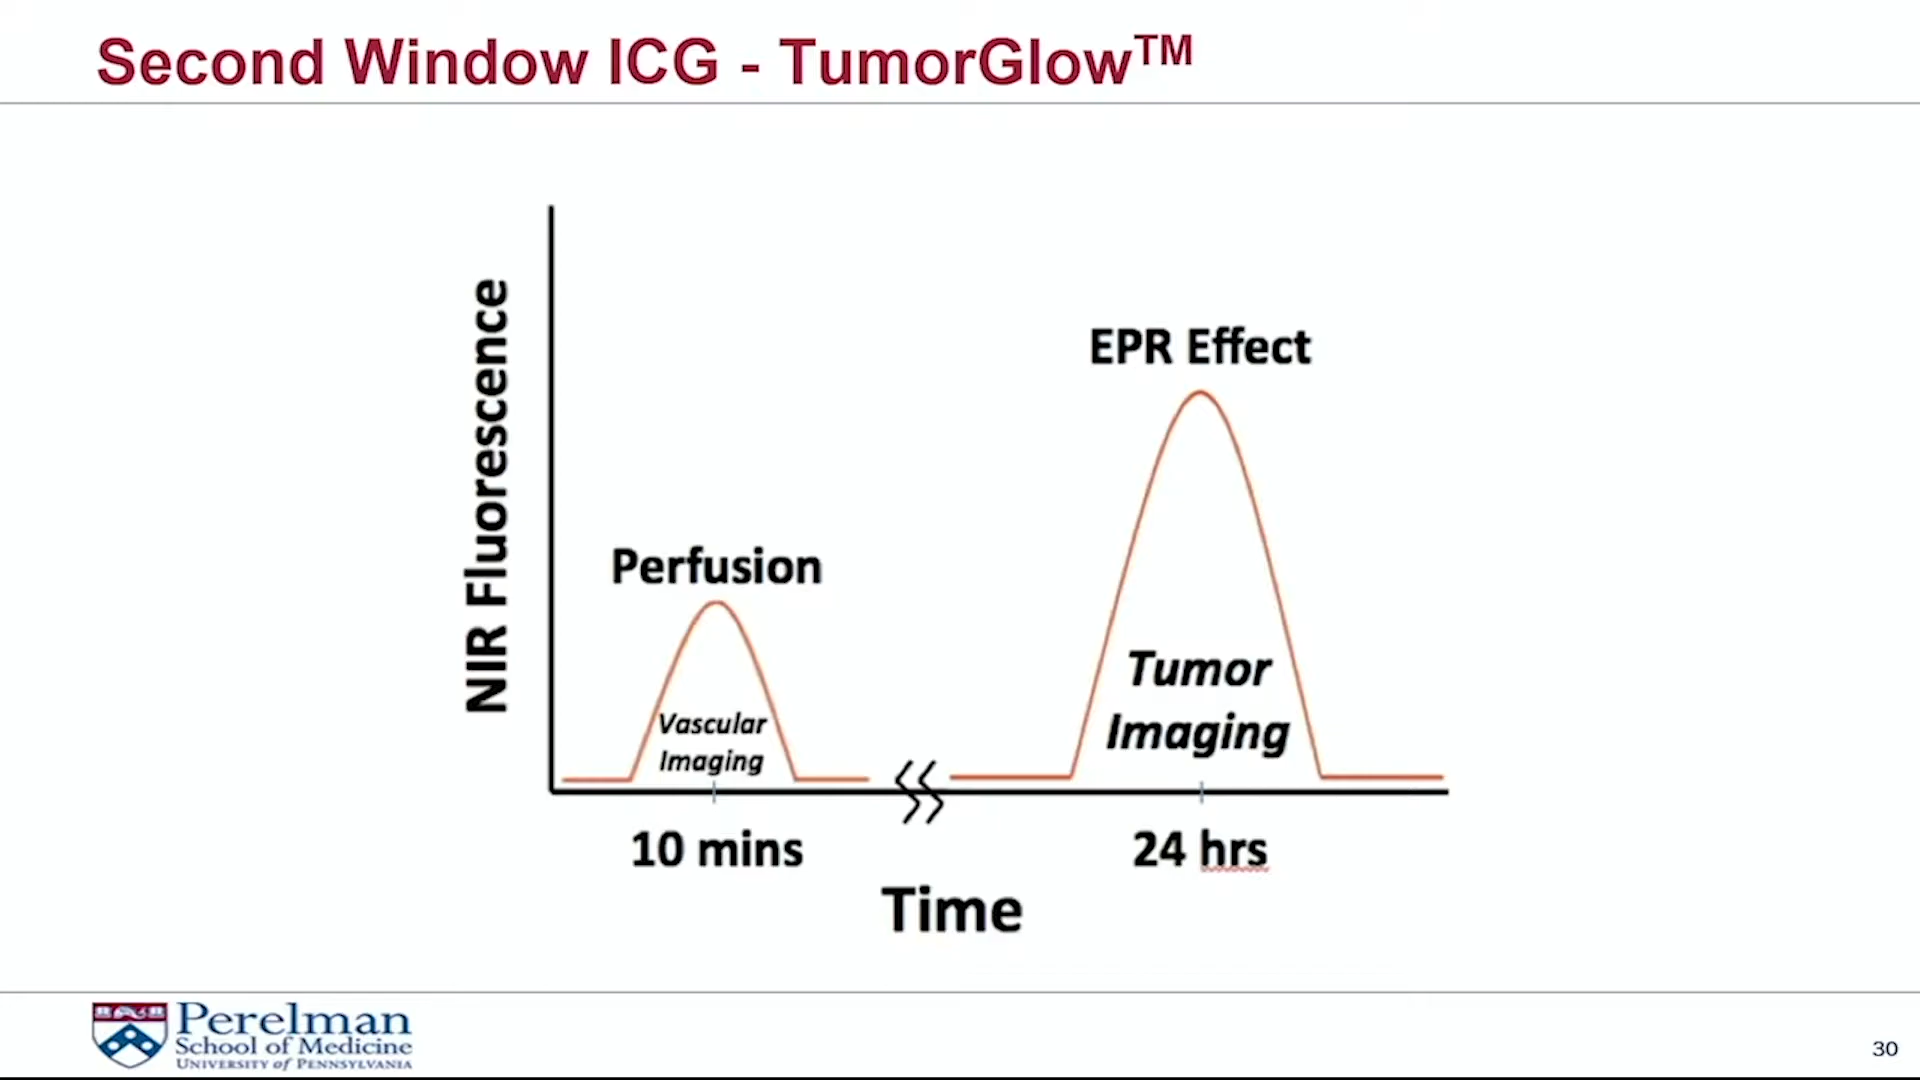 Second Window ICG - TumorGlow™
NIR Fluorescence
Perfusion
Vascular
Imaging
EPR Effect
Tumor
Imaging
10 mins
24 hrs
Time
Perelman
School of Medicine
University of Pennsylvania
30